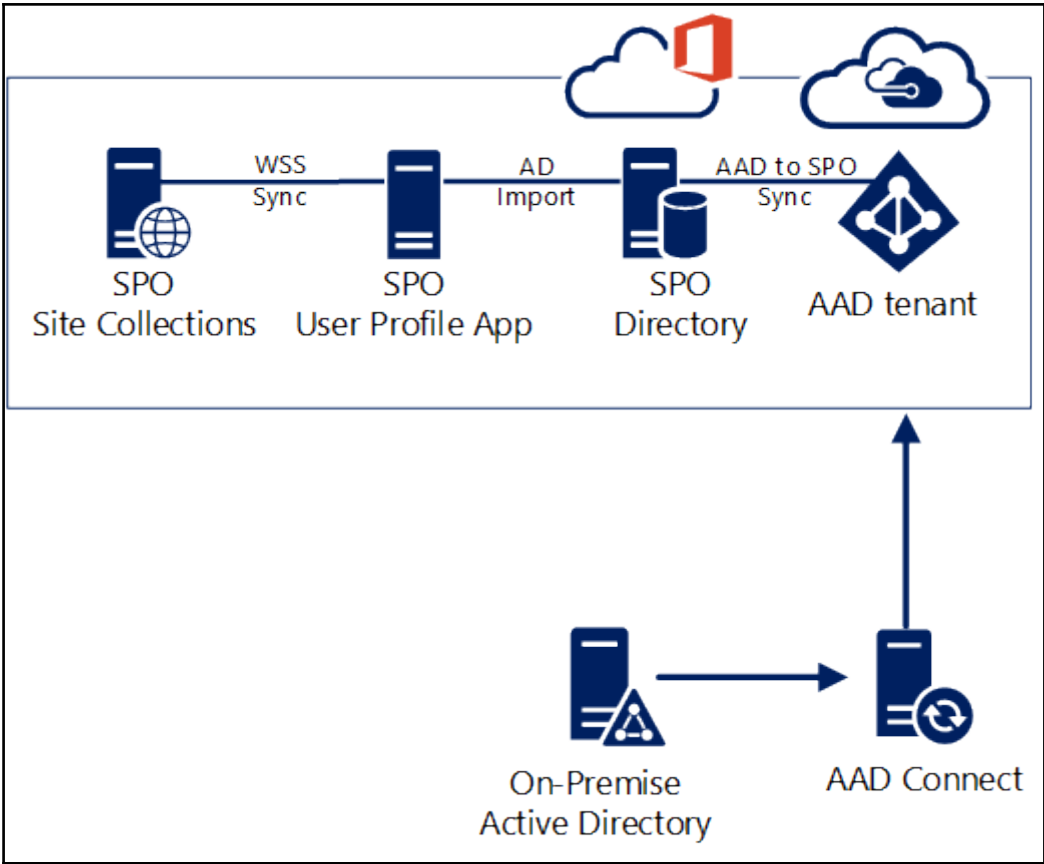 WSS
Sync
AD
Import
AAD to SPO
Sync
SPO
Site Collections
SPO
User Profile App
SPO
Directory
AAD tenant
On-Premise
Active Directory
AAD Connect